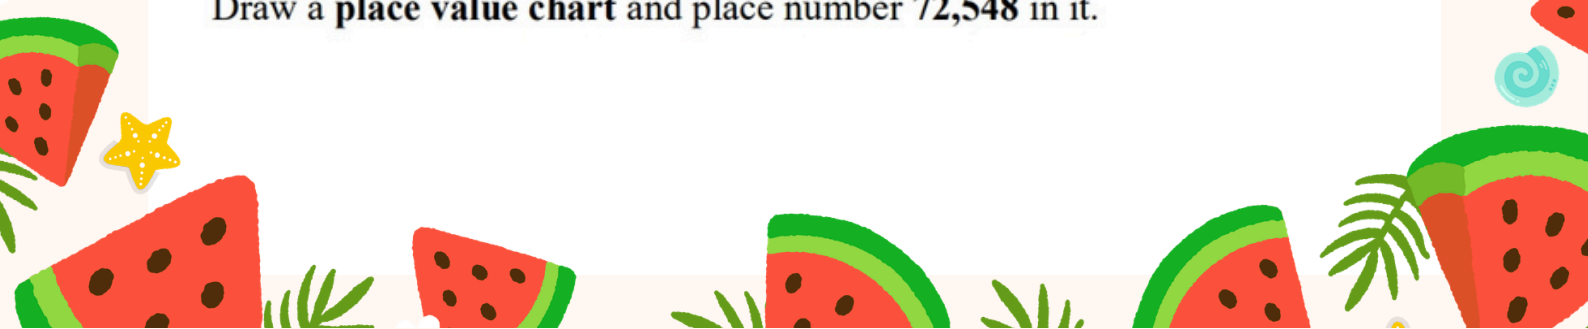 Draw a place value chart and place number 72,548 in it.